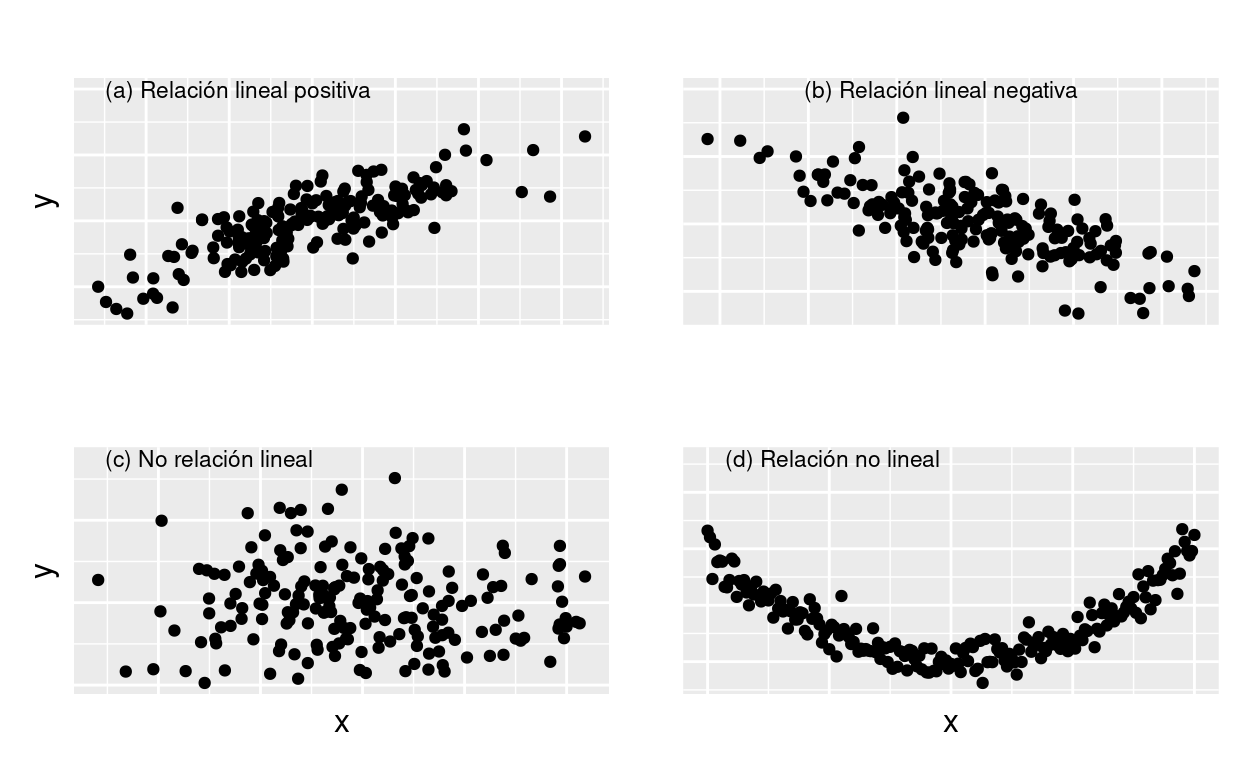 (a) Relación lineal positiva
(b) Relación lineal negativa
y
(c) No relación lineal
(d) Relación no lineal
y
x
x